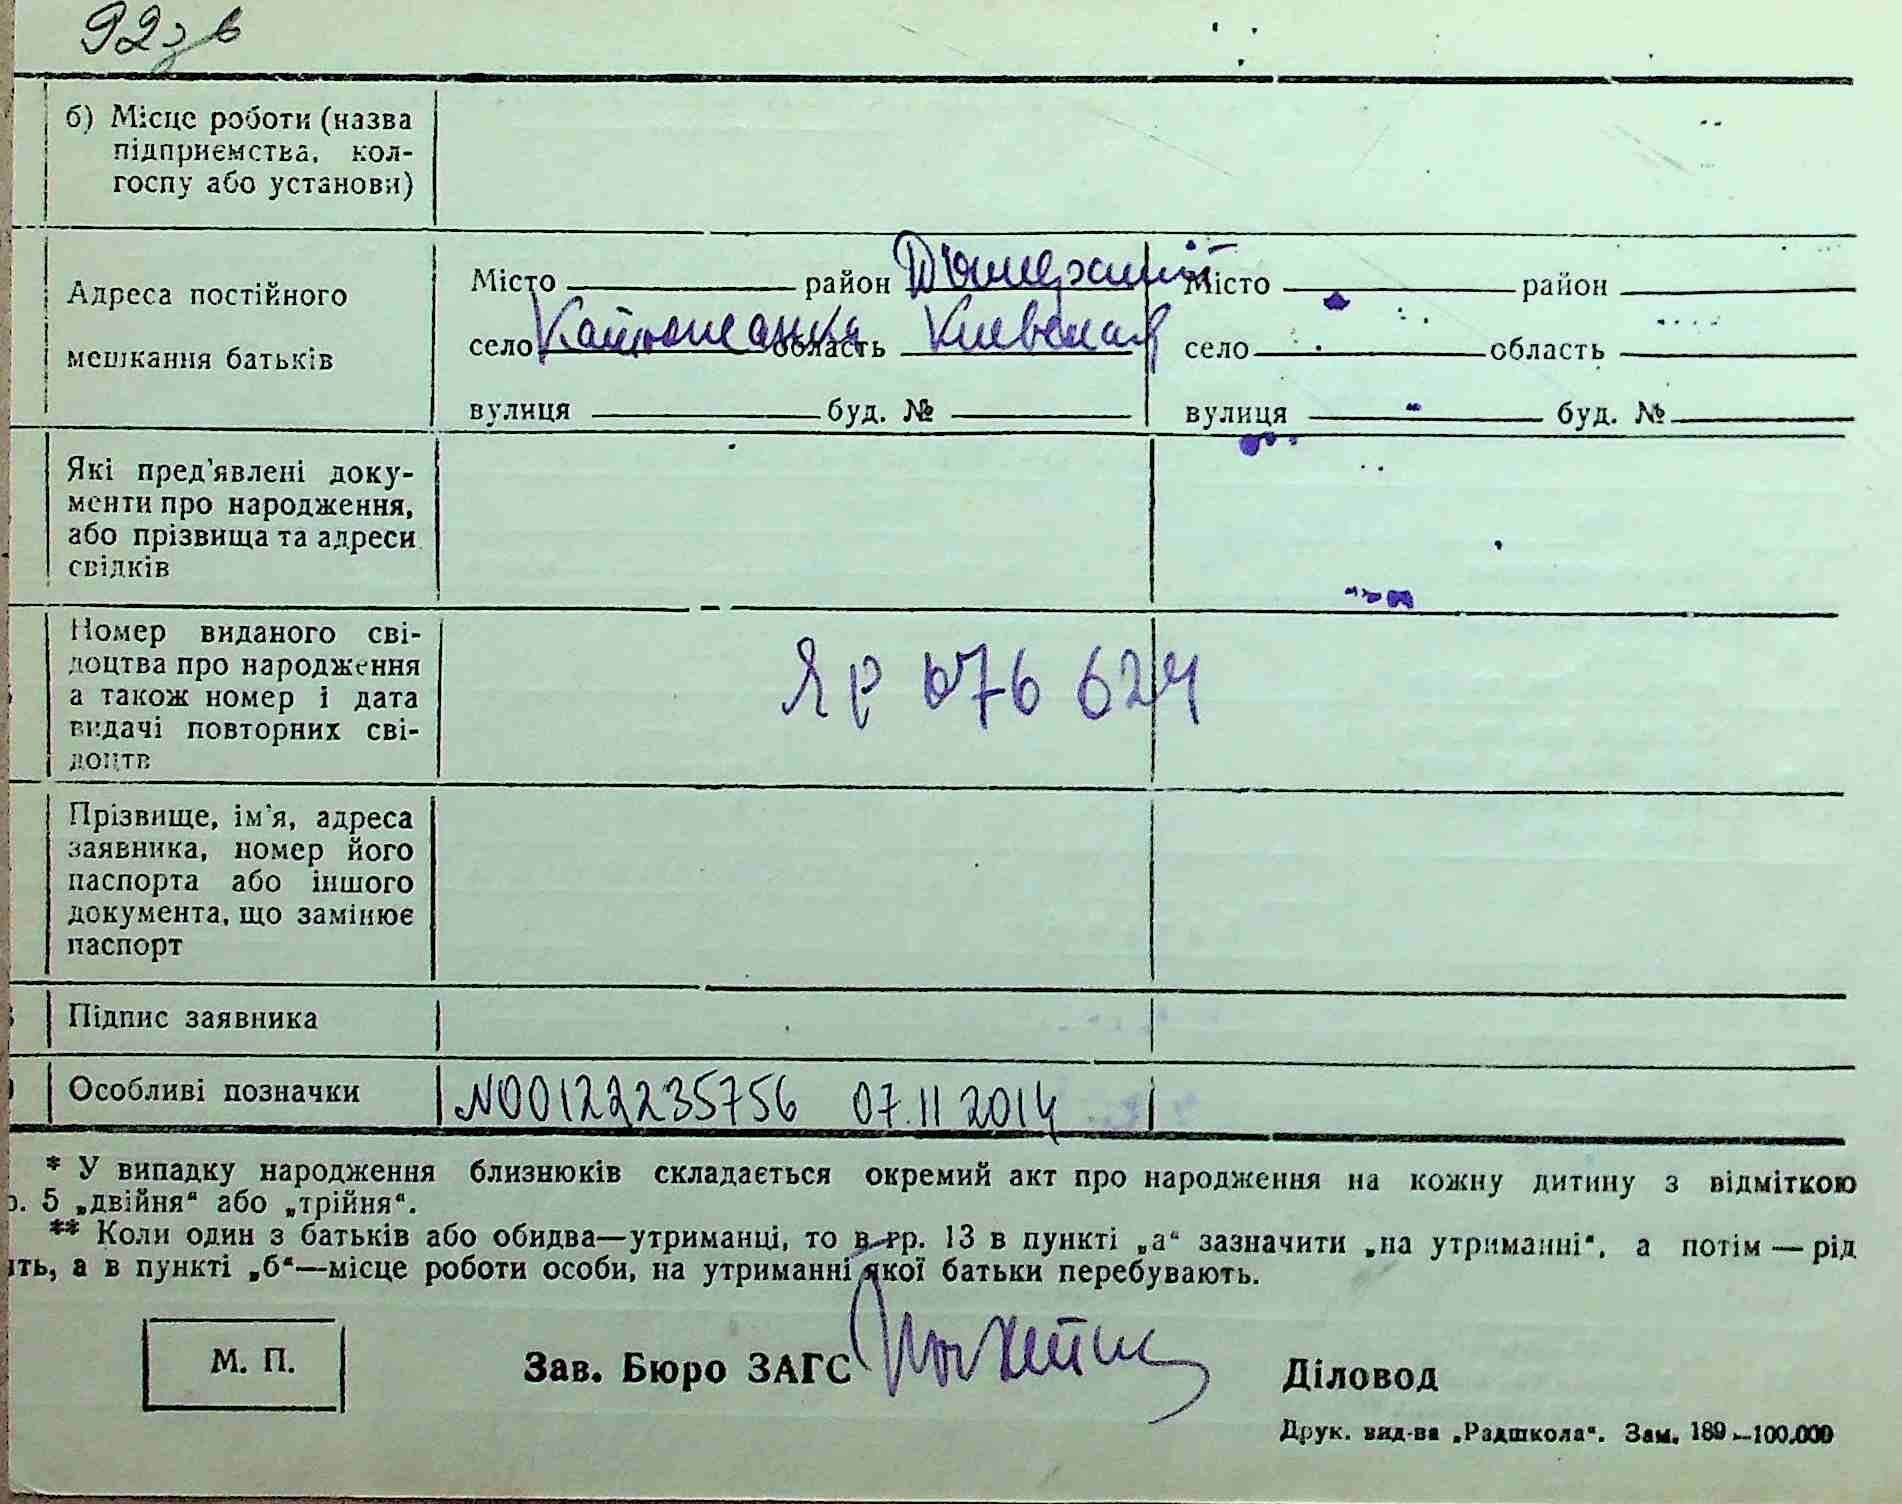 92зв
б) Місце роботи (назва
підприємства, кол-
госпу або установи)
Адреса постійного
мешкання батьків
Місто район Дымерский Місто район
село Катюжанка область Киевская село область
вулиця буд. № вулиця буд. №
Які пред'явлені доку-
менти про народження,
або прізвища та адреси
свідків
Номер виданого сві-
доцтва про народження
а також номер і дата
видачі повторних сві-
доцтв
ЯР 076 624
Прізвище, ім'я, адреса
заявника, номер його
паспорта або іншого
документа, що замінює
паспорт
Підпис заявника
Особливі позначки N00122235756 07.11 2014
* У випадку народження близнюків складається окремий акт про народження на кожну дитину з відміткою
р. 5 „двійня“ або „трійня“.
** Коли один з батьків або обидва—утриманці, то в гр. 13 в пункті „а“ зазначити „на утриманні“, а потім — рід
ять, а в пункті „б“—місце роботи особи, на утриманні якої батьки перебувають.
М. П. Зав. Бюро ЗАГС Діловод
Друк. вид-ва „Радшкола“. Зам. 189—100.000